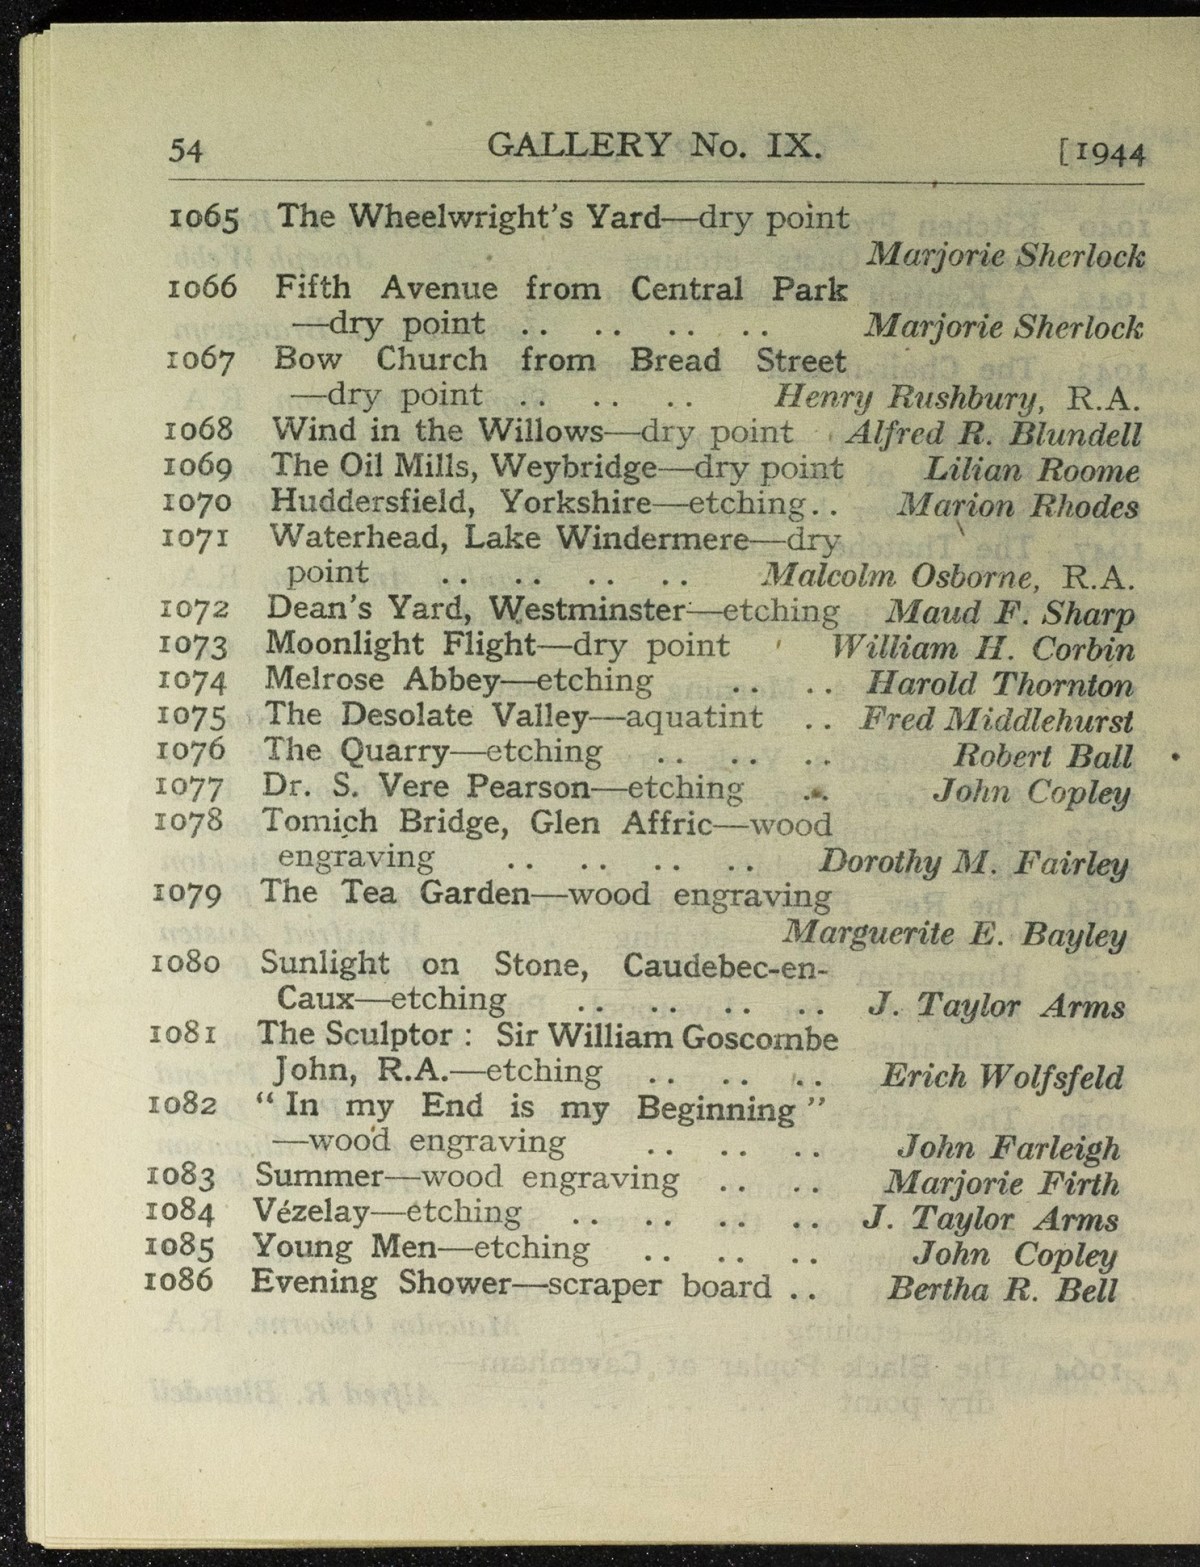 54 GALLERY No. IX. [1944
1065 The Wheelwright's Yard—dry point
Marjorie Sherlock
1066 Fifth Avenue from Central Park
—dry point .. .. .. .. Marjorie Sherlock
1067 Bow Church from Bread Street
—dry point .. .. .. Henry Rushbury, R.A.
1068 Wind in the Willows—dry point Alfred R. Blundell
1069 The Oil Mills, Weybridge—dry point Lilian Roome
1070 Huddersfield, Yorkshire—etching.. Marion Rhodes
1071 Waterhead, Lake Windermere—dry
point .. .. .. .. Malcolm Osborne, R.A.
1072 Dean's Yard, Westminster—etching Maud F. Sharp
1073 Moonlight Flight—dry point William H. Corbin
1074 Melrose Abbey—etching .. .. Harold Thornton
1075 The Desolate Valley—aquatint .. Fred Middlehurst
1076 The Quarry—etching .. .. .. Robert Ball
1077 Dr. S. Vere Pearson—etching .. John Copley
1078 Tomich Bridge, Glen Affric—wood
engraving .. .. .. .. Dorothy M. Fairley
1079 The Tea Garden—wood engraving
Marguerite E. Bayley
1080 Sunlight on Stone, Caudebec-en-
Caux—etching .. .. .. .. J. Taylor Arms
1081 The Sculptor : Sir William Goscombe
John, R.A.—etching .. .. .. Erich Wolfsfeld
1082 “ In my End is my Beginning ”
—wood engraving .. .. .. John Farleigh
1083 Summer—wood engraving .. .. Marjorie Firth
1084 Vézelay—etching .. .. .. .. J. Taylor Arms
1085 Young Men—etching .. .. .. John Copley
1086 Evening Shower—scraper board .. Bertha R. Bell